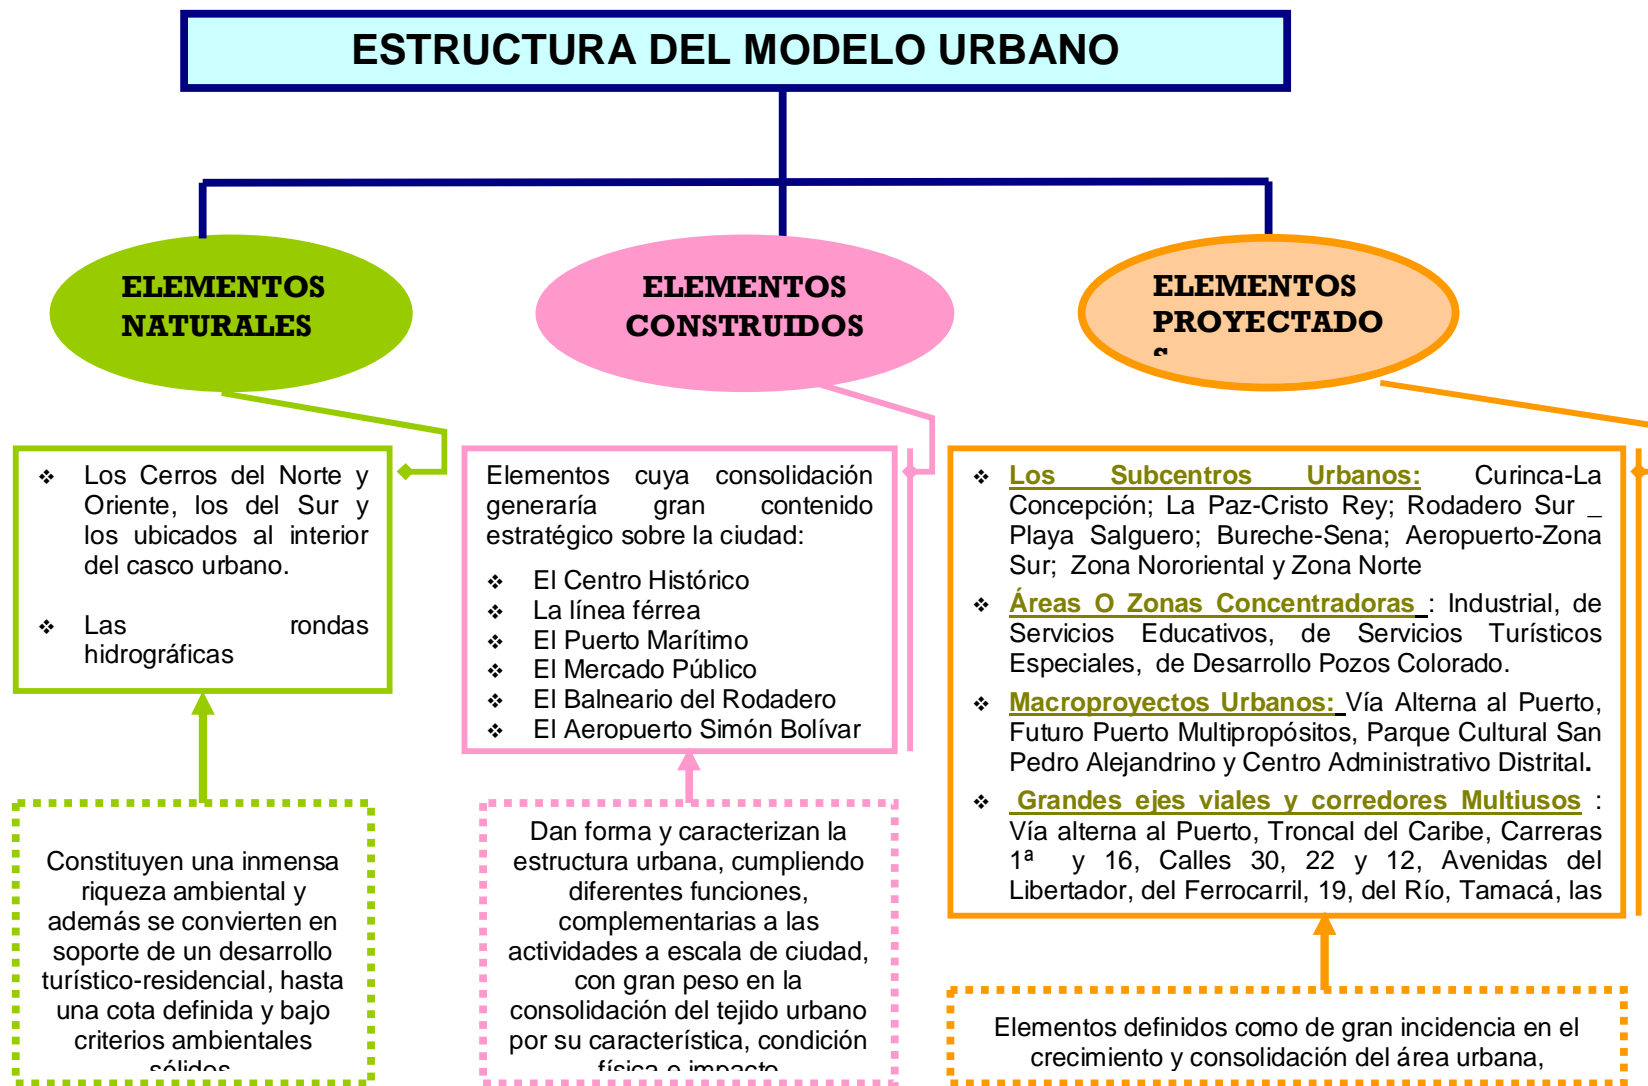 ESTRUCTURA DEL MODELO URBANO
ELEMENTOS
NATURALES
ELEMENTOS
CONSTRUIDOS
ELEMENTOS
PROYECTADO
S
❖ Los Cerros del Norte y
Oriente, los del Sur y
los ubicados al interior
del casco urbano.
❖ Las rondas
hidrográficas
Elementos cuya consolidación
generaría gran contenido
estratégico sobre la ciudad:
❖ El Centro Histórico
❖ La línea férrea
❖ El Puerto Marítimo
❖ El Mercado Público
❖ El Balneario del Rodadero
❖ El Aeropuerto Simón Bolívar
❖ Los Subcentros Urbanos: Curinca-La
Concepción; La Paz-Cristo Rey; Rodadero Sur _
Playa Salguero; Bureche-Sena; Aeropuerto-Zona
Sur; Zona Nororiental y Zona Norte
❖ Áreas O Zonas Concentradoras : Industrial, de
Servicios Educativos, de Servicios Turísticos
Especiales, de Desarrollo Pozos Colorado.
❖ Macroproyectos Urbanos: Vía Alterna al Puerto,
Futuro Puerto Multipropósitos, Parque Cultural San
Pedro Alejandrino y Centro Administrativo Distrital.
❖ Grandes ejes viales y corredores Multiusos :
Vía alterna al Puerto, Troncal del Caribe, Carreras
1ª y 16, Calles 30, 22 y 12, Avenidas del
Libertador, del Ferrocarril, 19, del Río, Tamacá, las
Constituyen una inmensa
riqueza ambiental y
además se convierten en
soporte de un desarrollo
turístico-residencial, hasta
una cota definida y bajo
criterios ambientales
sólidos
Dan forma y caracterizan la
estructura urbana, cumpliendo
diferentes funciones,
complementarias a las
actividades a escala de ciudad,
con gran peso en la
consolidación del tejido urbano
por su característica, condición
física e impacto
Elementos definidos como de gran incidencia en el
crecimiento y consolidación del área urbana,